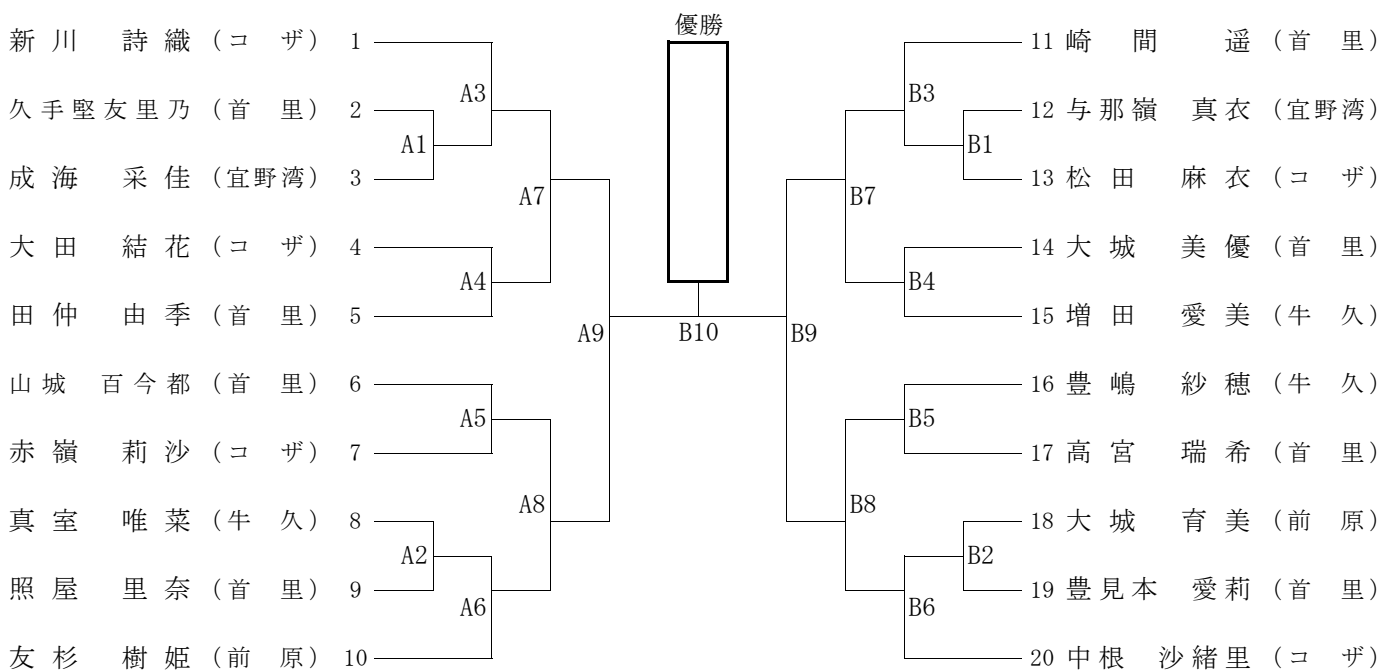 優勝
新川 詩織 (コ ザ) 1
久手堅友里乃 (首 里) 2
成海 采佳 (宜野湾) 3
大田 結花 (コ ザ) 4
田仲 由季 (首 里) 5
山城 百今都 (首 里) 6
赤嶺 莉沙 (コ ザ) 7
真室 唯菜 (牛 久) 8
照屋 里奈 (首 里) 9
友杉 樹姫 (前 原) 10
A3
A1
A7
A4
A9
A5
A8
A2
A6
B10
B3
B1
B7
B4
B9
B5
B8
B2
B6
11 崎間 遥 (首 里)
12 与那嶺 真衣 (宜野湾)
13 松田 麻衣 (コ ザ)
14 大城 美優 (首 里)
15 増田 愛美 (牛 久)
16 豊嶋 紗穂 (牛 久)
17 高宮 瑞希 (首 里)
18 大城 育美 (前 原)
19 豊見本 愛莉 (首 里)
20 中根 沙緒里 (コ ザ)